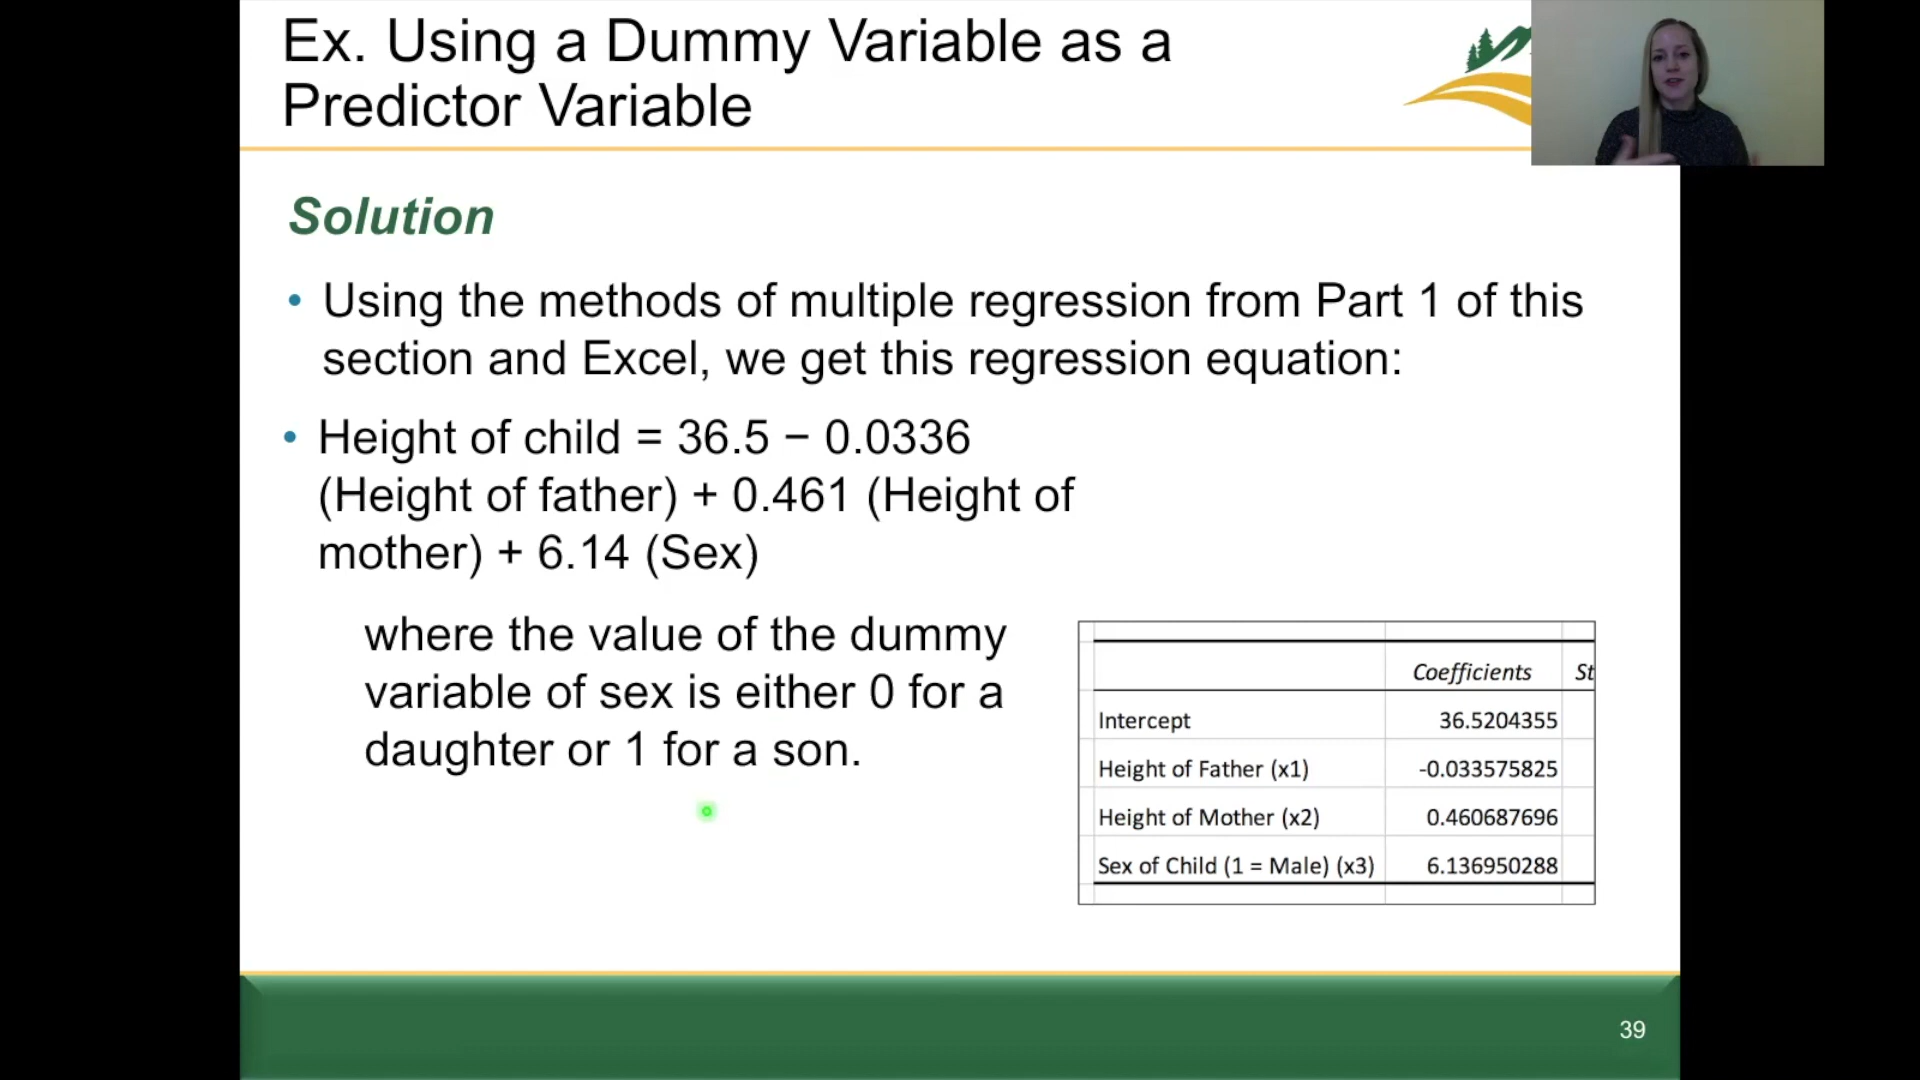 Ex. Using a Dummy Variable as a
Predictor Variable
Solution
• Using the methods of multiple regression from Part 1 of this
section and Excel, we get this regression equation:
• Height of child = 36.5 − 0.0336
(Height of father) + 0.461 (Height of
mother) + 6.14 (Sex)
where the value of the dummy
variable of sex is either 0 for a
daughter or 1 for a son.
Coefficients St
Intercept 36.5204355
Height of Father (x1) -0.033575825
Height of Mother (x2) 0.460687696
Sex of Child (1 = Male) (x3) 6.136950288
39